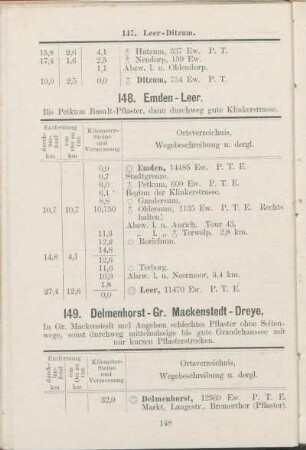 147. Leer-Ditzum.
15,8 2,6 4,1 Hatzum, 337 Ew. P. T.
17,4 1,6 2,5 Nendorp, 159 Ew.
1,1 Abzw. l. n. Oldendorp.
19,0 2,5 0,0 Ditzum, 754 Ew. P. T.
148. Emden-Leer.
Bis Petkum Basalt-Pflaster, dann durchweg gute Klinkerstrasse.
Entfernung
Kilometer-Steine und Vermessung
Ortsverzeichnis,
Wegebeschreibung u. dergl.
km km
0,0 Emden, 14485 Ew. P. T. E.
0,7 Stadtgrenze.
6,0 Petkum, 600 Ew. P. T. E.
6,1 Beginn der Klinkerstrasse.
8,8 Gandersum.
10,7 10,7 10,750 Oldersum, 1135 Ew. P. T. E. Rechts
halten!
Abzw. l. n. Aurich. Tour 43.
11,3 " l. " Terwolp. 2,8 km.
12,2 Rorichum.
14,8
14,8 4,1 12,6
Terborg.
11,6 Abzw. l. n. Neermoor, 3,4 km.
10,9
1,8
27,4 12,6 0,0 Leer, 11470 Ew. P. T. E.
149. Delmenhorst-Gr. Mackenstedt-Dreye.
In Gr. Mackenstedt und Angelsen schlechtes Pflaster ohne Seiten-
wege, sonst durchweg mittelmässige bis gute Grandchaussee mit
nur kurzen Pflasterstrecken.
Entfernung
Kilometer-Steine und Vermessung
Ortsverzeichnis,
Wegebeschreibung u. dergl.
km km
32,0 Delmenhorst, 12569 Ew. P. T. E.
Markt, Langestr., Bremerthor (Pflaster).
148